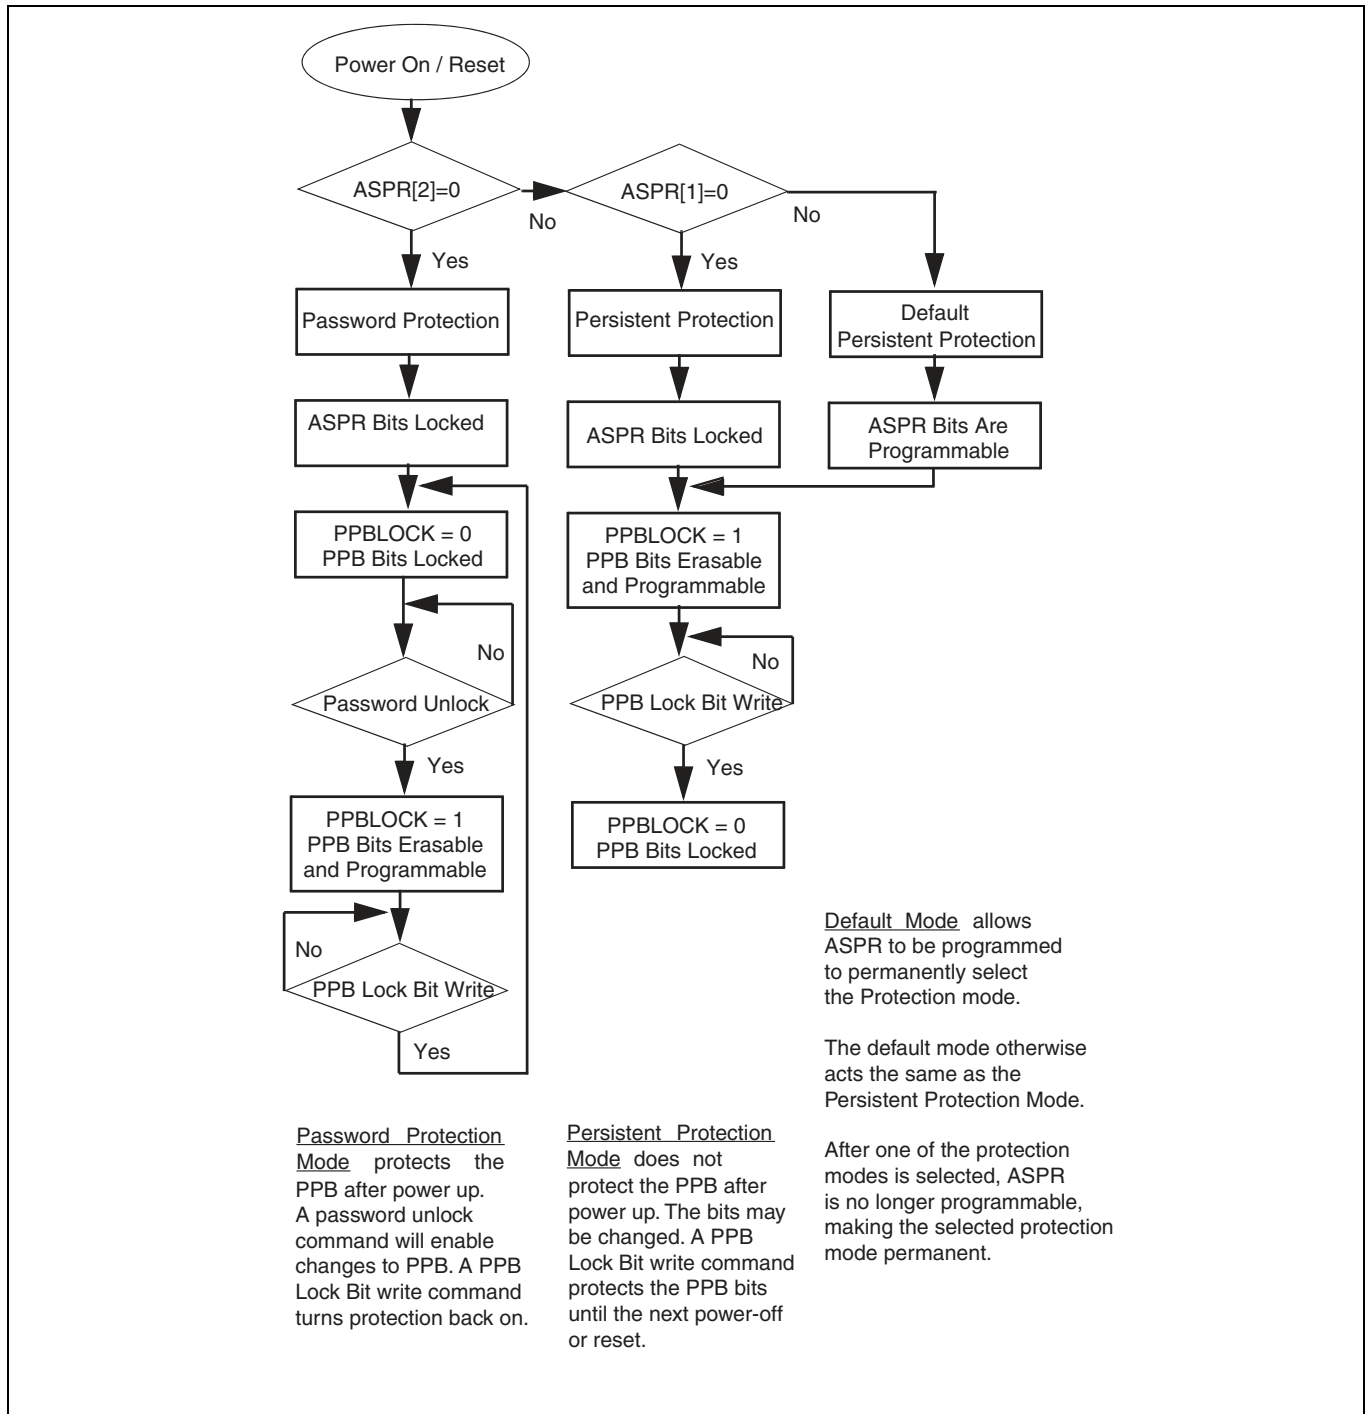 Power On / Reset
ASPR[2]=0
No
ASPR[1]=0
No
Yes
Yes
Password Protection
Persistent Protection
Default
Persistent Protection
ASPR Bits Locked
ASPR Bits Locked
ASPR Bits Are
Programmable
PPBLOCK = 0
PPB Bits Locked
PPBLOCK = 1
PPB Bits Erasable
and Programmable
No
No
Password Unlock
PPB Lock Bit Write
Yes
Yes
PPBLOCK = 1
PPB Bits Erasable
and Programmable
PPBLOCK = 0
PPB Bits Locked
No
PPB Lock Bit Write
Yes
Default Mode allows
ASPR to be programmed
to permanently select
the Protection mode.
The default mode otherwise
acts the same as the
Persistent Protection Mode.
After one of the protection
modes is selected, ASPR
is no longer programmable,
making the selected protection
mode permanent.
Password Protection
Mode protects the
PPB after power up.
A password unlock
command will enable
changes to PPB. A PPB
Lock Bit write command
turns protection back on.
Persistent Protection
Mode does not
protect the PPB after
power up. The bits may
be changed. A PPB
Lock Bit write command
protects the PPB bits
until the next power-off
or reset.